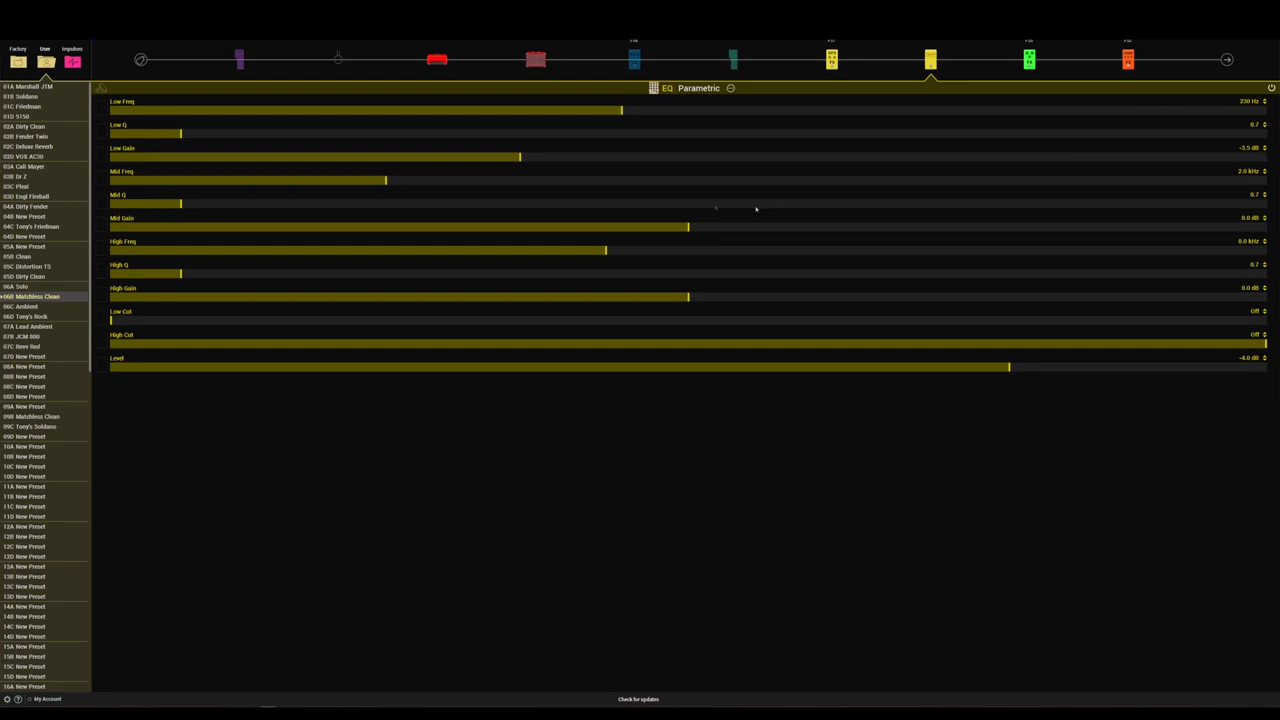 Factory User Impulses
01A Marshall JTM
01B Soldano
01C Friedman
01D 5150
02A Dirty Clean
02B Fender Twin
02C Deluxe Reverb
02D VOX AC30
03A Cali Mayer
03B Dr Z
03C Plexi
03D Engl Fireball
04A Dirty Fender
04B New Preset
04C Tony's Friedman
04D New Preset
05A New Preset
05B Clean
05C Distortion TS
05D Dirty Clean
06A Solo
06B Matchless Clean
06C Ambient
06D Tony's Rock
07A Lead Ambient
07B JCM 800
07C Revv Red
07D New Preset
08A New Preset
08B New Preset
08C New Preset
08D New Preset
09A New Preset
09B Matchless Clean
09C Tony's Soldano
09D New Preset
10A New Preset
10B New Preset
10C New Preset
10D New Preset
11A New Preset
11B New Preset
11C New Preset
11D New Preset
12A New Preset
12B New Preset
12C New Preset
12D New Preset
13A New Preset
13B New Preset
13C New Preset
13D New Preset
14A New Preset
14B New Preset
14C New Preset
14D New Preset
15A New Preset
15B New Preset
15C New Preset
15D New Preset
16A New Preset
EQ Parametric
Low Freq 230 Hz
Low Q 0.7
Low Gain -3.5 dB
Mid Freq 2.0 kHz
Mid Q 0.7
Mid Gain 0.0 dB
High Freq 8.0 kHz
High Q 0.7
High Gain 0.0 dB
Low Cut Off
High Cut Off
Level -4.0 dB
My Account
Check for updates